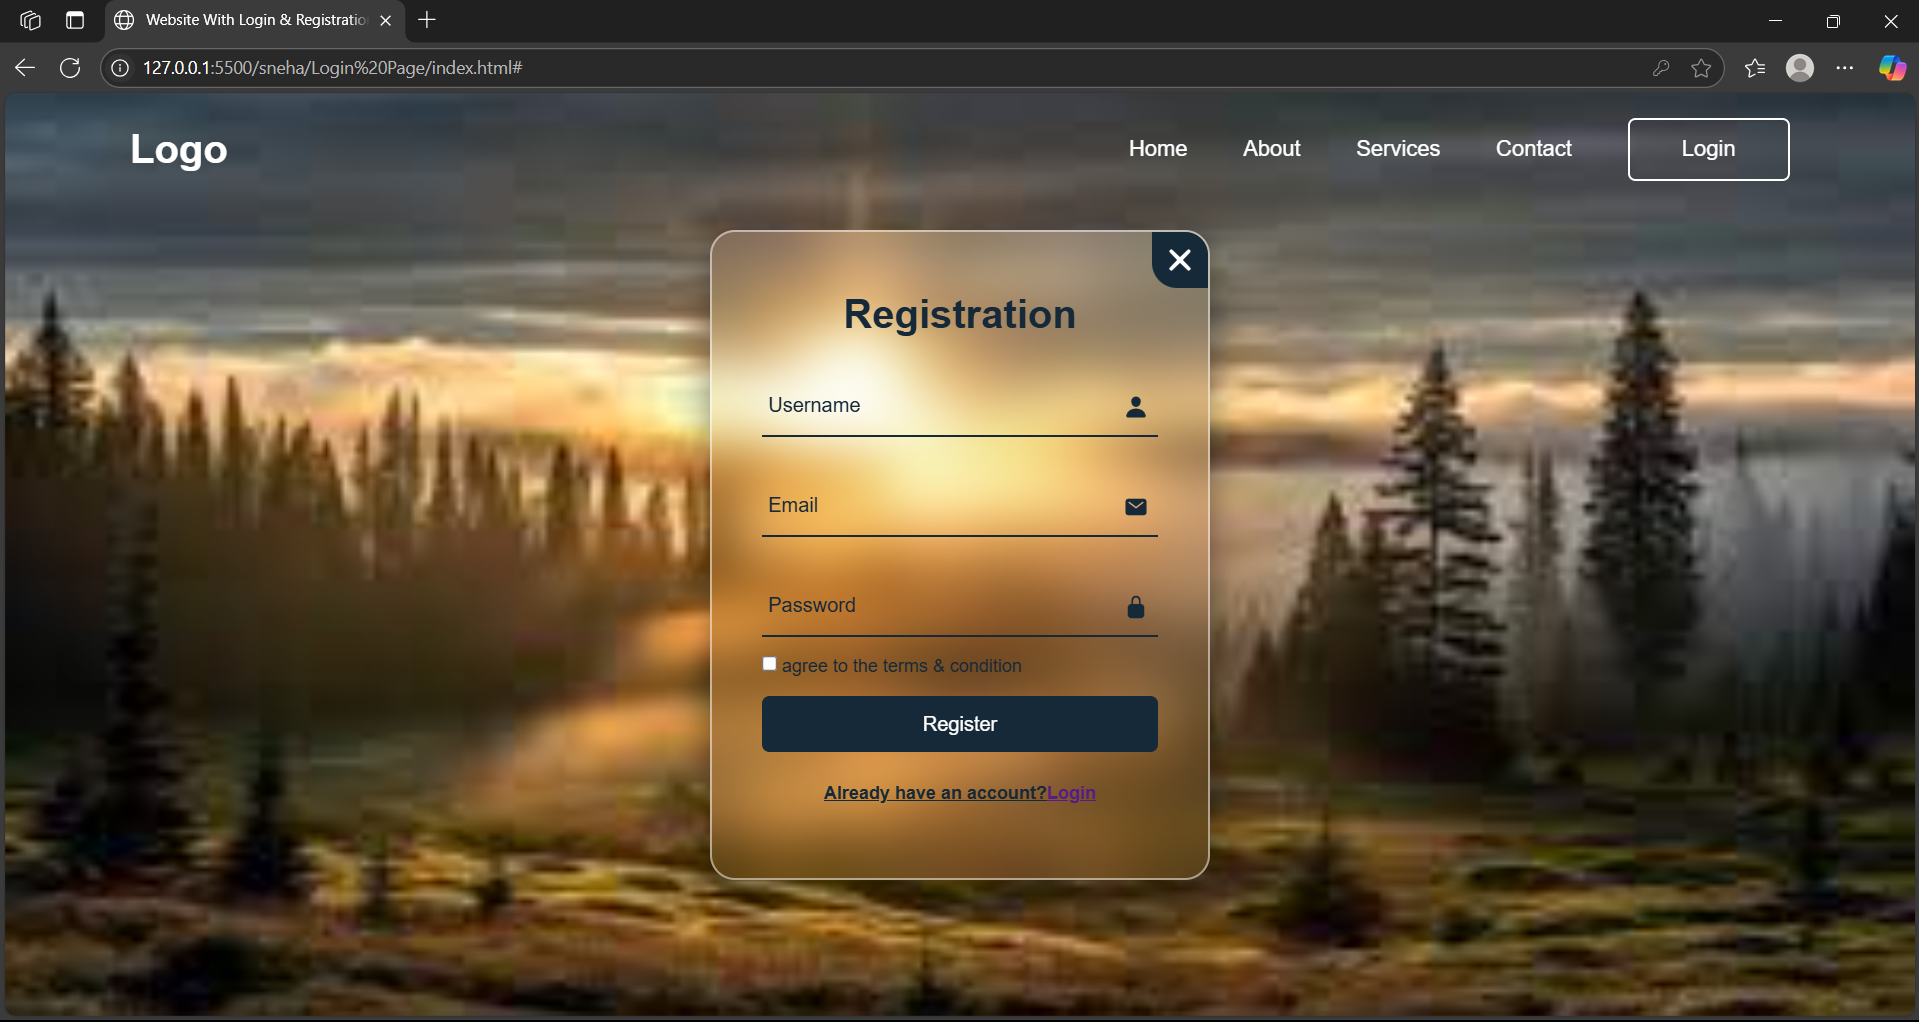 Website With Login & Registratio
127.0.0.1:5500/sneha/Login%20Page/index.html#
Logo
Home
About
Services
Contact
Login
Registration
Username
Email
Password
agree to the terms & condition
Register
Already have an account?Login